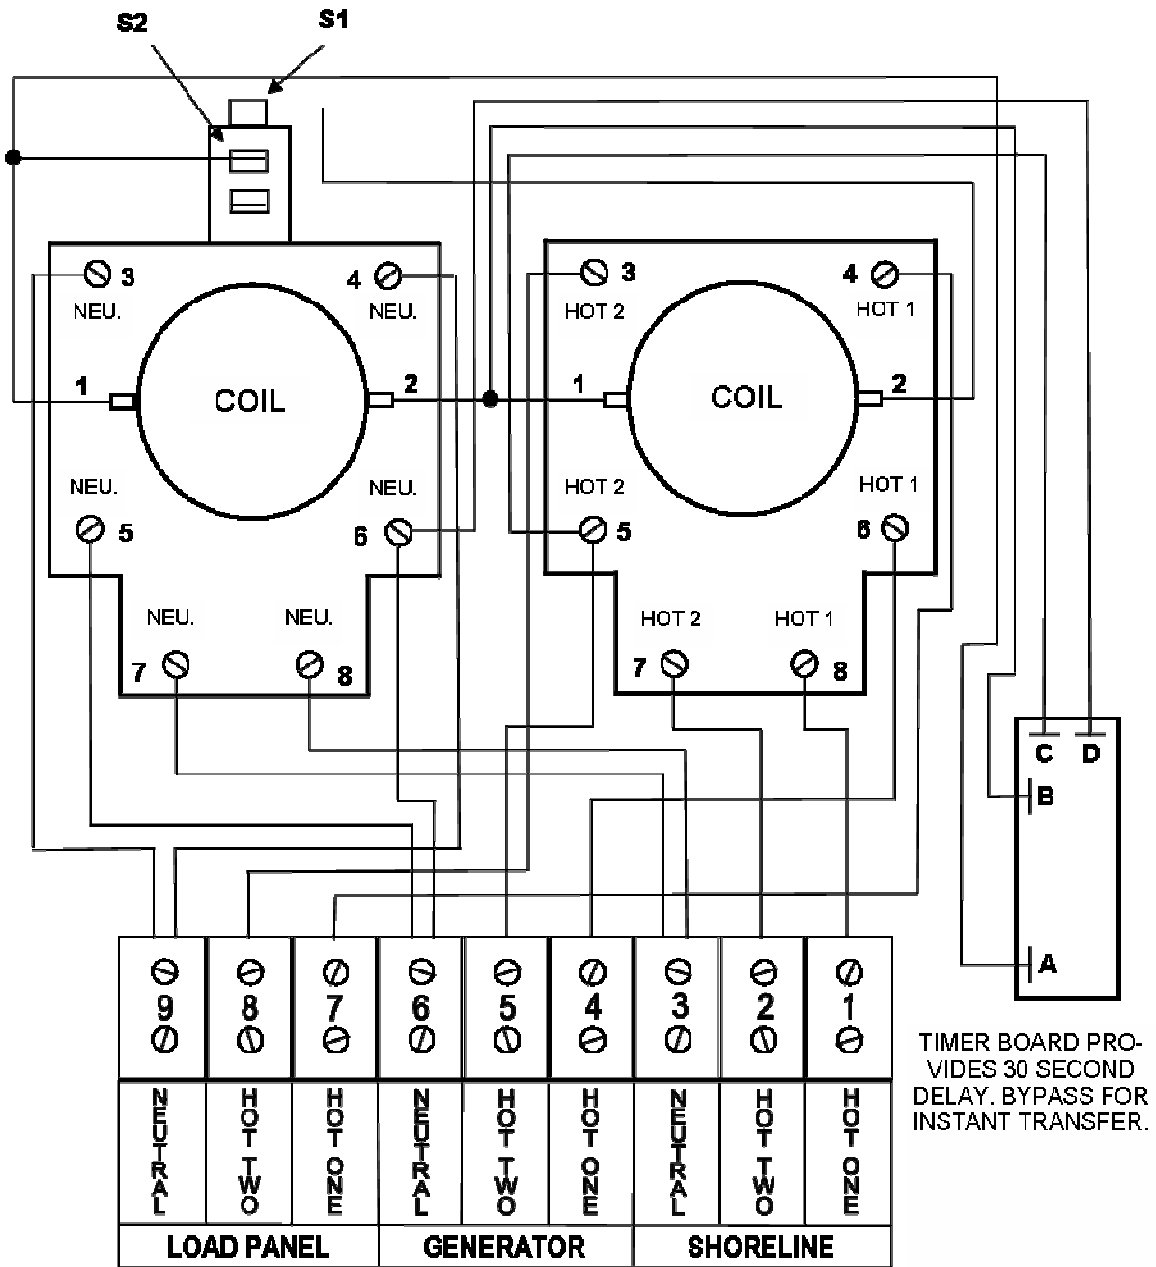 S2
S1
3
NEU.
4
NEU.
3
HOT 2
4
HOT 1
1
COIL
2
1
COIL
2
NEU.
5
NEU.
6
HOT 2
5
HOT 1
6
NEU.
7
NEU.
8
HOT 2
7
HOT 1
8
C D
B
A
9 8 7 6 5 4 3 2 1
TIMER BOARD PRO-
VIDES 30 SECOND
DELAY. BYPASS FOR
INSTANT TRANSFER.
NEUTRAL
HOT TWO
HOT ONE
NEUTRAL
HOT TWO
HOT ONE
NEUTRAL
HOT TWO
HOT ONE
LOAD PANEL
GENERATOR
SHORELINE